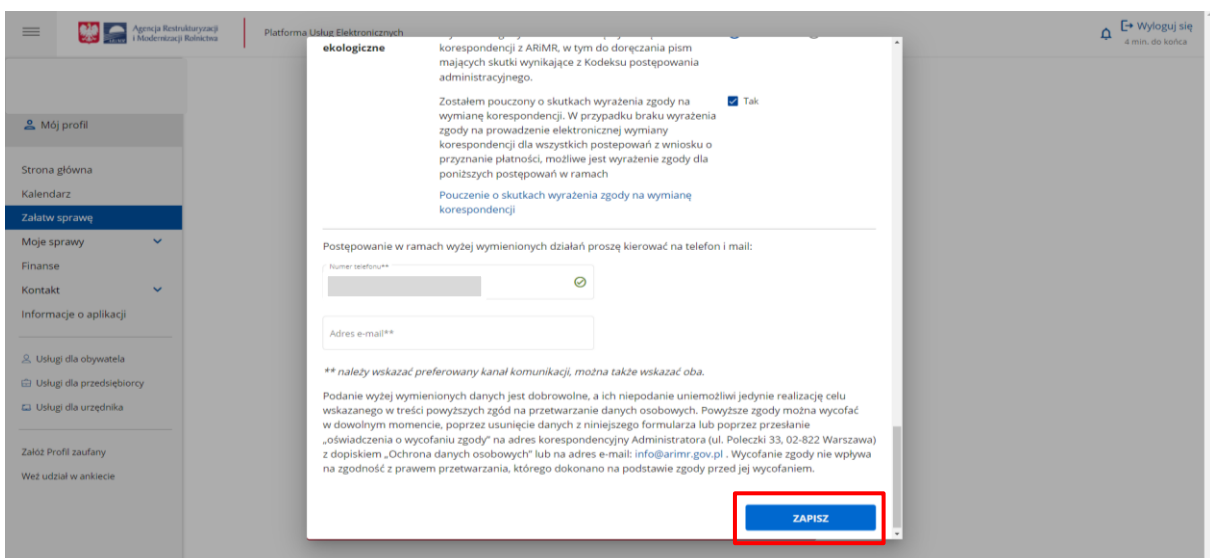 Agencja Restrukturyzacji
i Modernizacji Rolnictwa
Platforma Usług Elektronicznych
Wyloguj się
4 min. do końca
Mój profil
Strona główna
Kalendarz
Załatw sprawę
Moje sprawy
Finanse
Kontakt
Informacje o aplikacji
Usługi dla obywatela
Usługi dla przedsiębiorcy
Usługi dla urzędnika
Załóż Profil zaufany
Weź udział w ankiecie
ekologiczne
korespondencji z ARiMR, w tym do doręczania pism
mających skutki wynikające z Kodeksu postępowania
administracyjnego.
Zostałem pouczony o skutkach wyrażenia zgody na
wymianę korespondencji. W przypadku braku wyrażenia
zgody na prowadzenie elektronicznej wymiany
korespondencji dla wszystkich postepowań z wniosku o
przyznanie płatności, możliwe jest wyrażenie zgody dla
poniższych postępowań w ramach
Tak
Pouczenie o skutkach wyrażenia zgody na wymianę
korespondencji
Postępowanie w ramach wyżej wymienionych działań proszę kierować na telefon i mail:
Numer telefonu**
Adres e-mail**
** należy wskazać preferowany kanał komunikacji, można także wskazać oba.
Podanie wyżej wymienionych danych jest dobrowolne, a ich niepodanie uniemożliwi jedynie realizację celu
wskazanego w treści powyższych zgód na przetwarzanie danych osobowych. Powyższe zgody można wycofać
w dowolnym momencie, poprzez usunięcie danych z niniejszego formularza lub poprzez przesłanie
„oświadczenia o wycofaniu zgody” na adres korespondencyjny Administratora (ul. Poleczki 33, 02-822 Warszawa)
z dopiskiem „Ochrona danych osobowych” lub na adres e-mail: info@arimr.gov.pl . Wycofanie zgody nie wpływa
na zgodność z prawem przetwarzania, którego dokonano na podstawie zgody przed jej wycofaniem.
ZAPISZ